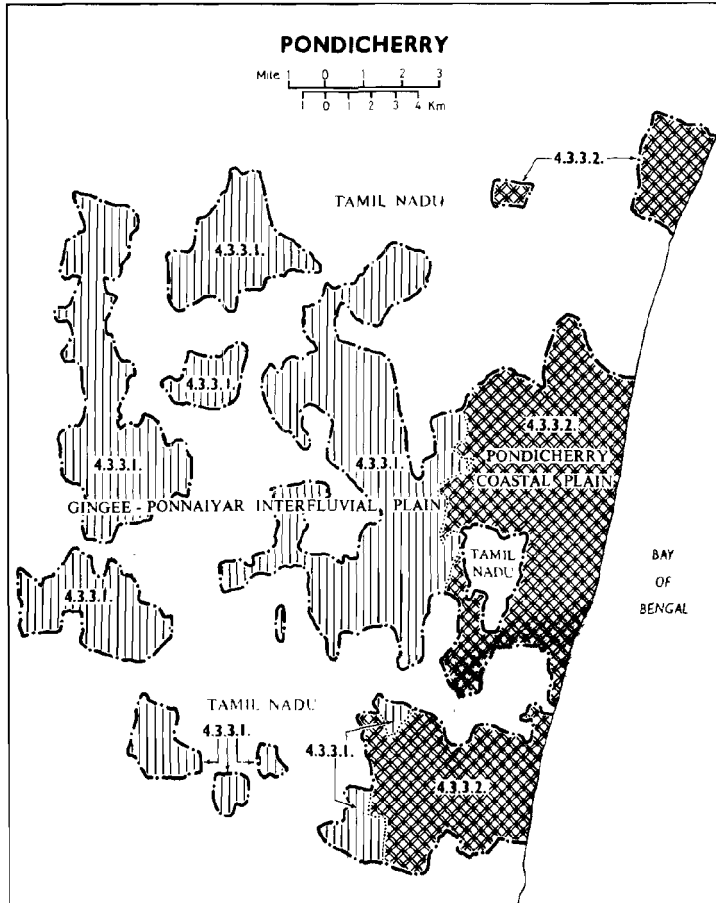 PONDICHERRY
Mile 1 0 1 2 3
1 0 1 2 3 4 Km
4.3.3.2.
TAMIL NADU
4.3.3.1.
4.3.3.1.
4.3.3.2.
PONDICHERRY
COASTAL PLAIN
4.3.3.1.
4.3.3.1.
GINGEE-PONNAIYAR INTERFLUVIAL PLAIN
TAMIL
NADU
BAY
OF
BENGAL
4.3.3.1.
TAMIL NADU
4.3.3.1.
4.3.3.1.
4.3.3.2.